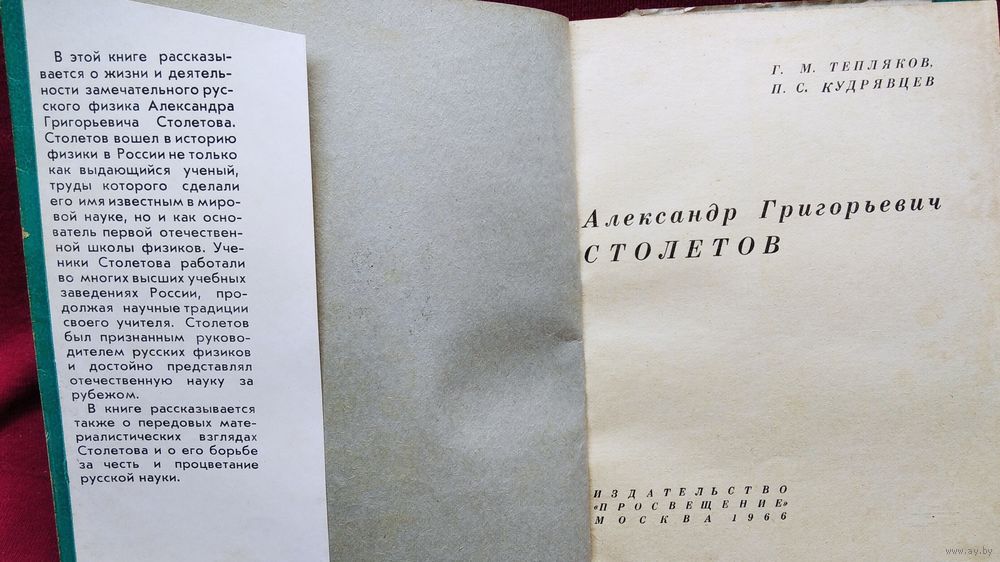 В этой книге рассказы-
вается о жизни и деятель-
ности замечательного рус-
ского физика Александра
Григорьевича Столетова.
Столетов вошел в историю
физики в России не только
как выдающийся ученый,
труды которого сделали
его имя известным в миро-
вой науке, но и как осно-
ватель первой отечествен-
ной школы физиков. Уче-
ники Столетова работали
во многих высших учебных
заведениях России, про-
должая научные традиции
своего учителя. Столетов
был признанным руково-
дителем русских физиков
и достойно представлял
отечественную науку за
рубежом.
В книге рассказывается
также о передовых мате-
риалистических взглядах
Столетова и о его борьбе
за честь и процветание
русской науки.
Г. М. ТЕПЛЯКОВ,
П. С. КУДРЯВЦЕВ
Александр Григорьевич
СТОЛЕТОВ
ИЗДАТЕЛЬСТВО
«ПРОСВЕЩЕНИЕ»
МОСКВА 1966
www.ay.by